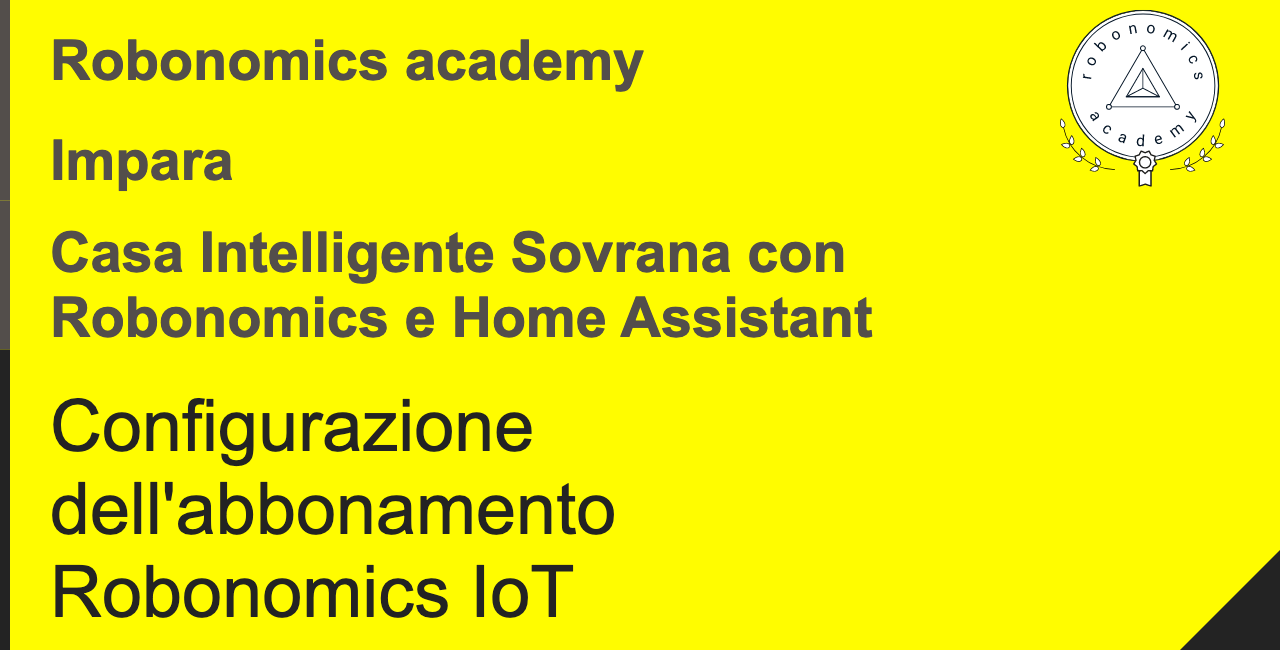 Robonomics academy
Impara
Casa Intelligente Sovrana con
Robonomics e Home Assistant
Configurazione
dell'abbonamento
Robonomics IoT
robonomics
academy